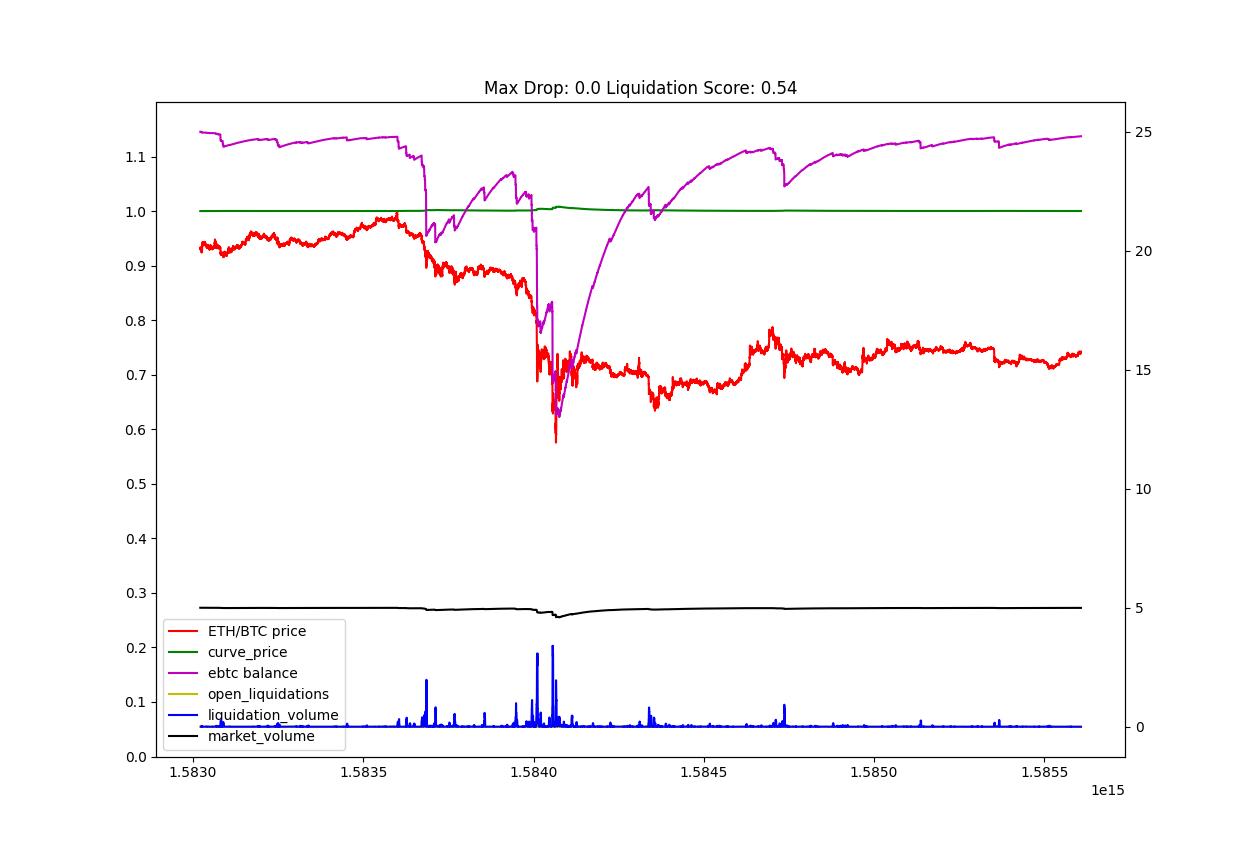 Max Drop: 0.0 Liquidation Score: 0.54
1.1
1.0
0.9
0.8
0.7
0.6
0.5
0.4
0.3
0.2
0.1
0.0
25
20
15
10
5
0
ETH/BTC price
curve_price
ebtc balance
open_liquidations
liquidation_volume
market_volume
1.5830 1.5835 1.5840 1.5845 1.5850 1.5855
1e15